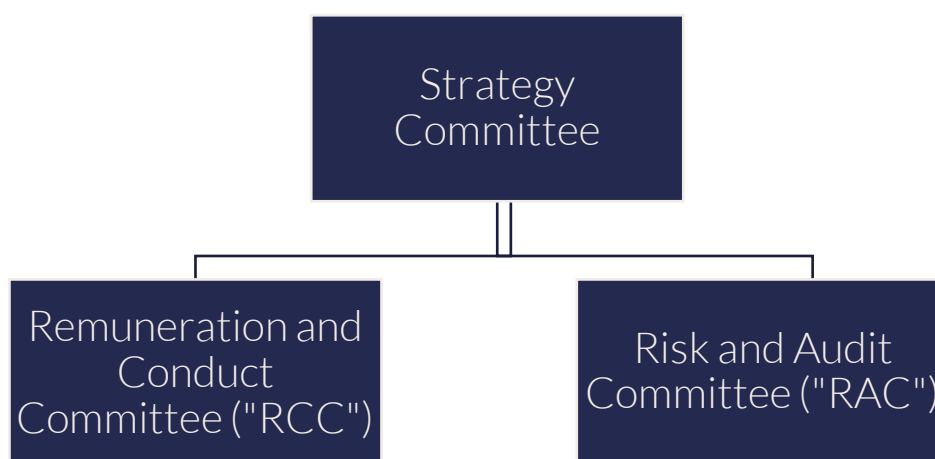 Strategy
Committee
Remuneration and
Conduct
Committee ("RCC")
Risk and Audit
Committee ("RAC")